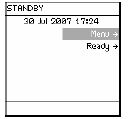 STANDBY
30 Jul 2007 17:24
Menu →
Ready →